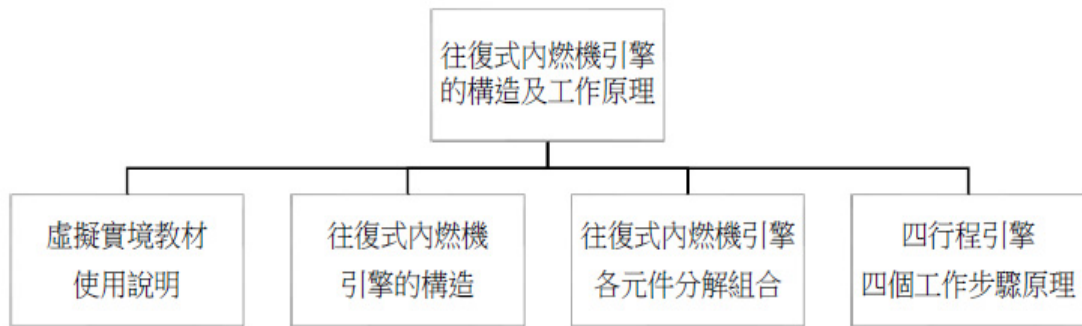 往復式內燃機引擎
的構造及工作原理
虛擬實境教材
使用說明
往復式內燃機
引擎的構造
往復式內燃機引擎
各元件分解組合
四行程引擎
四個工作步驟原理